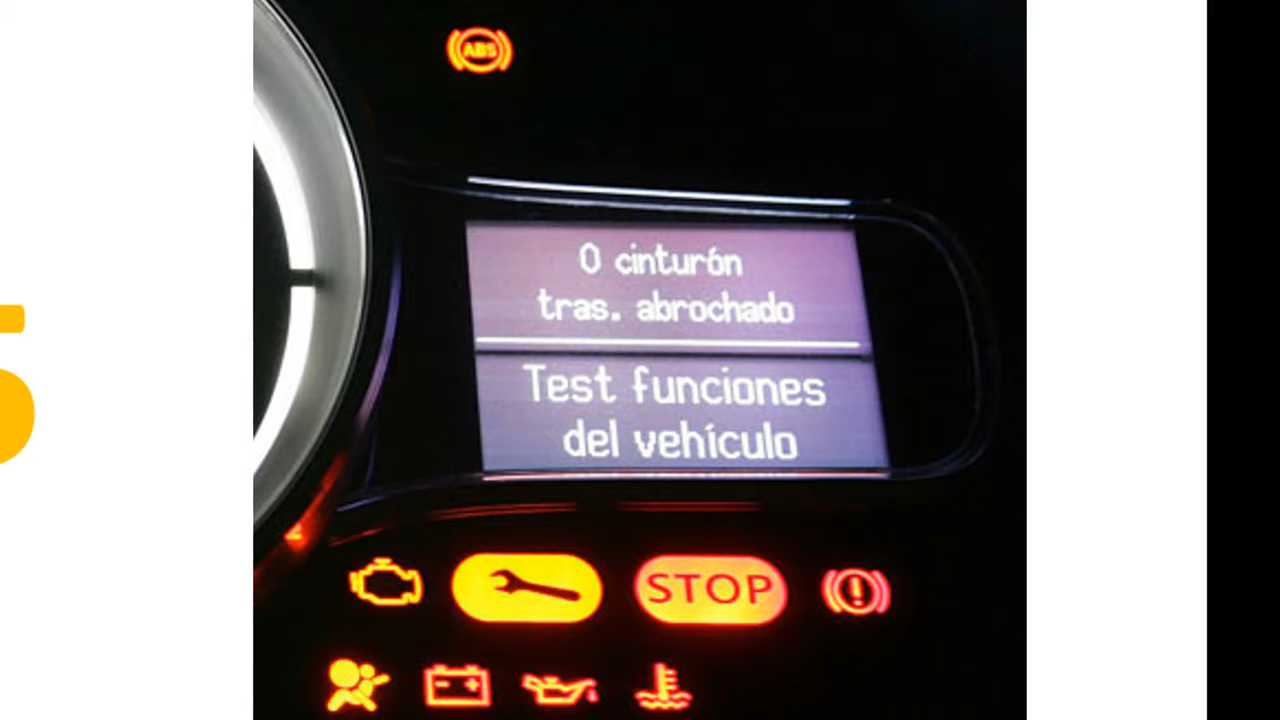 ABS
0 cinturón
tras. abrochado
Test funciones
del vehículo
STOP